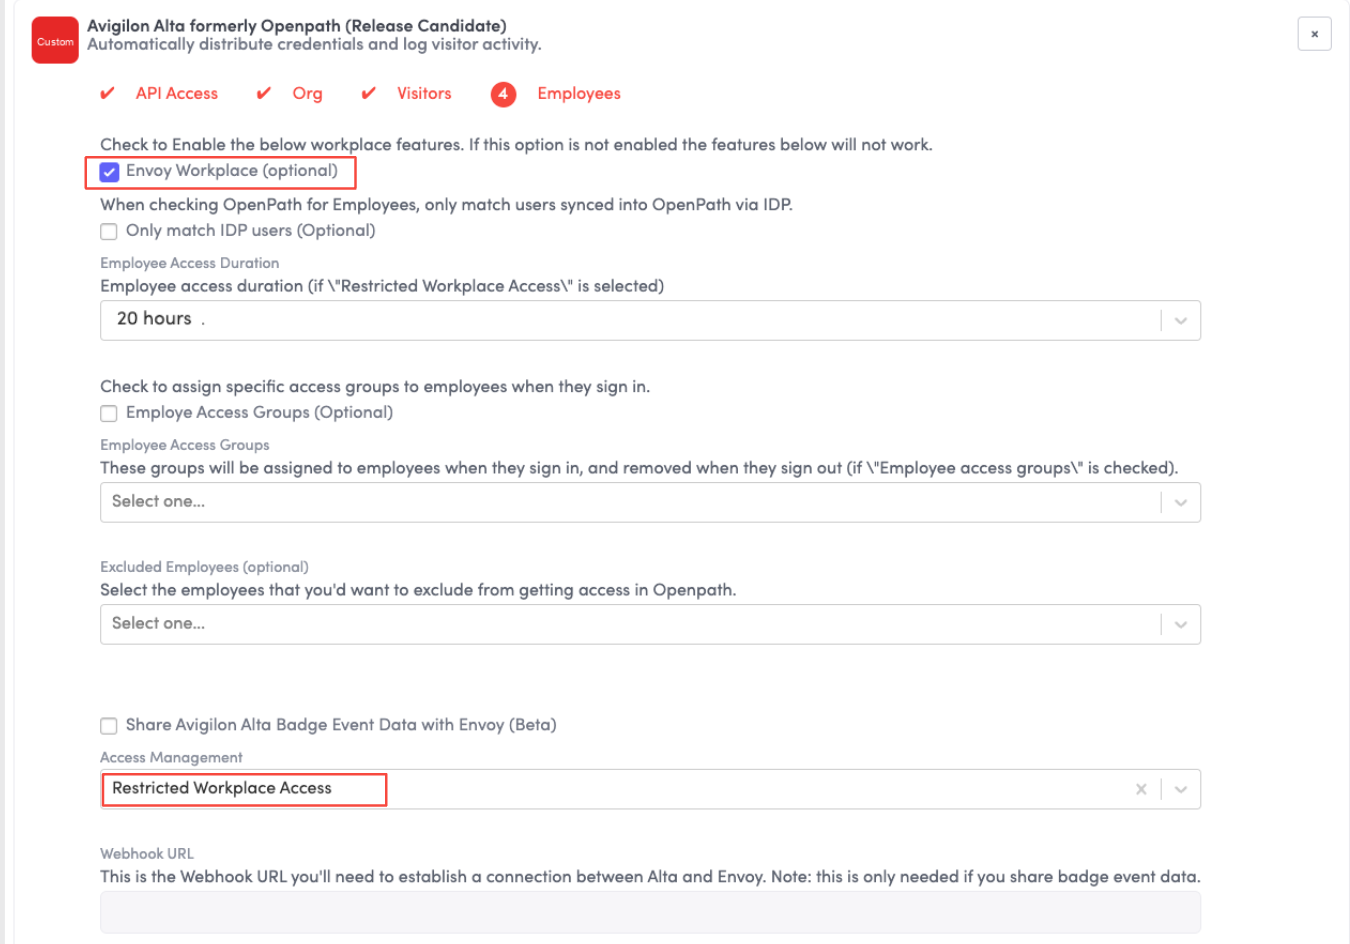 Avigilon Alta formerly Openpath (Release Candidate)
Custom
Automatically distribute credentials and log visitor activity.
×
✔ API Access ✔ Org ✔ Visitors 4 Employees
Check to Enable the below workplace features. If this option is not enabled the features below will not work.
Envoy Workplace (optional)
When checking OpenPath for Employees, only match users synced into OpenPath via IDP.
Only match IDP users (Optional)
Employee Access Duration
Employee access duration (if \"Restricted Workplace Access\" is selected)
20 hours .
Check to assign specific access groups to employees when they sign in.
Employe Access Groups (Optional)
Employee Access Groups
These groups will be assigned to employees when they sign in, and removed when they sign out (if \"Employee access groups\" is checked).
Select one...
Excluded Employees (optional)
Select the employees that you'd want to exclude from getting access in Openpath.
Select one...
Share Avigilon Alta Badge Event Data with Envoy (Beta)
Access Management
Restricted Workplace Access
Webhook URL
This is the Webhook URL you'll need to establish a connection between Alta and Envoy. Note: this is only needed if you share badge event data.